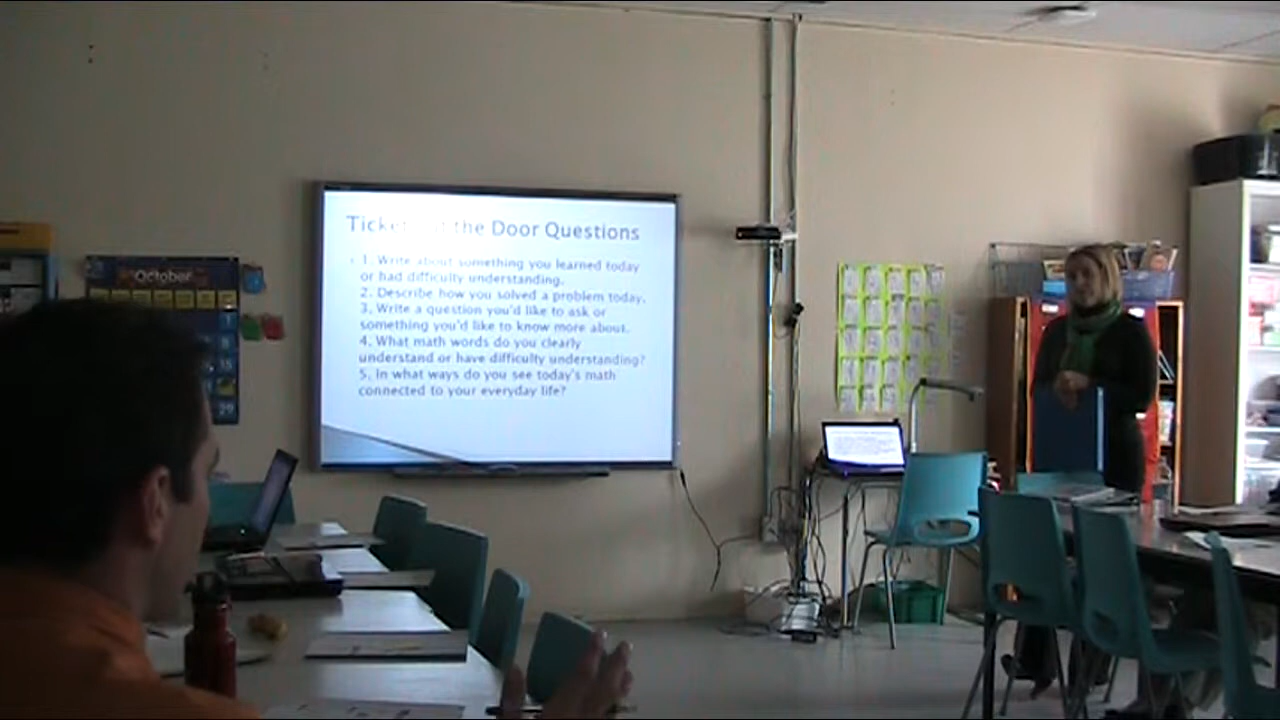 Ticket out the Door Questions
1. Write about something you learned today
or had difficulty understanding.
2. Describe how you solved a problem today.
3. Write a question you'd like to ask or
something you'd like to know more about.
4. What math words do you clearly
understand or have difficulty understanding?
5. In what ways do you see today's math
connected to your everyday life?
October
29